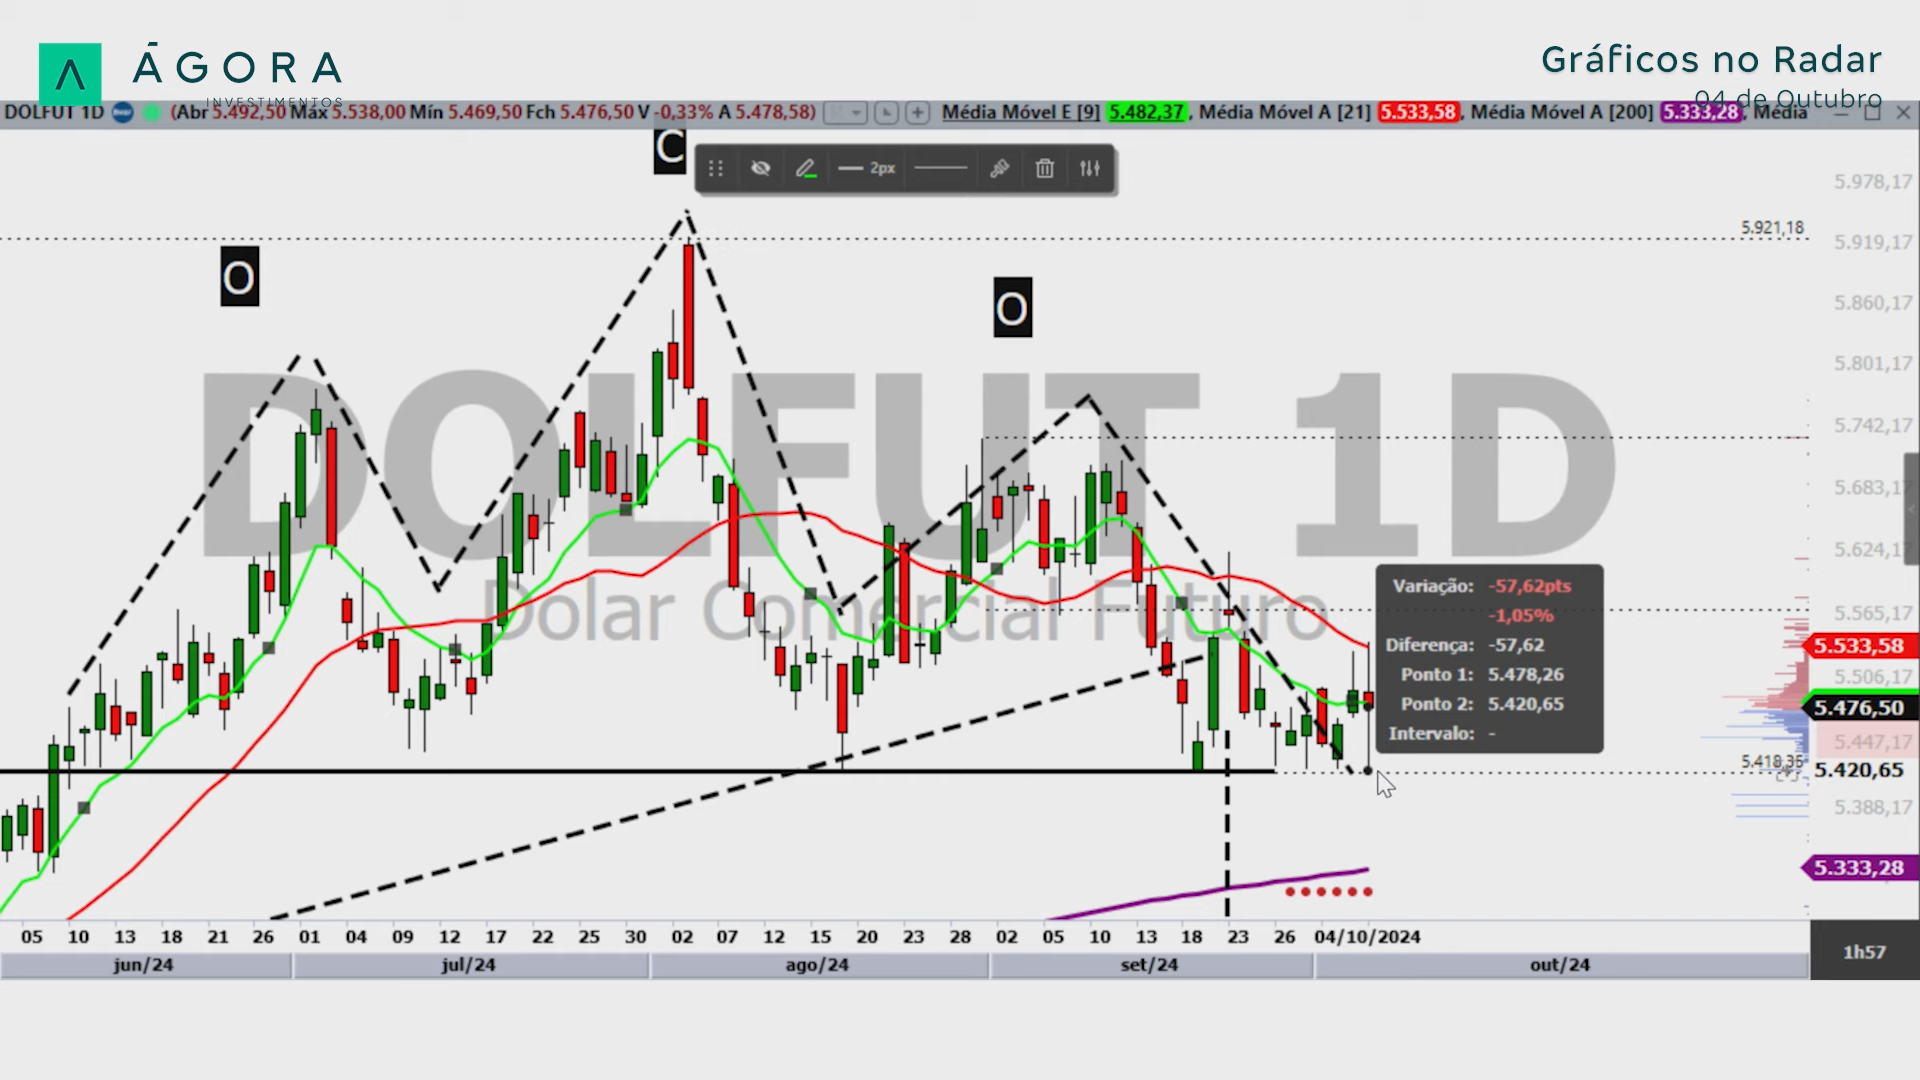 ÁGORA
INVESTIMENTOS
Gráficos no Radar
04 de Outubro
DOLFUT 1D (Abr 5.492,50 Máx 5.538,00 Mín 5.469,50 Fch 5.476,50 V -0,33% A 5.478,58) Média Móvel E [9] 5.482,37, Média Móvel A [21] 5.533,58, Média Móvel A [200] 5.333,28, Média
C
2px
5.978,17
5.921,18
5.919,17
O
O
5.860,17
5.801,17
DOLFUT 1D
Dolar Comercial Futuro
5.742,17
5.683,17
5.624,17
5.565,17
Variação: -57,62pts
-1,05%
Diferença: -57,62
Ponto 1: 5.478,26
Ponto 2: 5.420,65
Intervalo: -
5.533,58
5.506,17
5.476,50
5.447,17
5.418,35
5.420,65
5.388,17
5.333,28
05 10 13 18 21 26 01 04 09 12 17 22 25 30 02 07 12 15 20 23 28 02 05 10 13 18 23 26 04/10/2024
jun/24 jul/24 ago/24 set/24 out/24
1h57